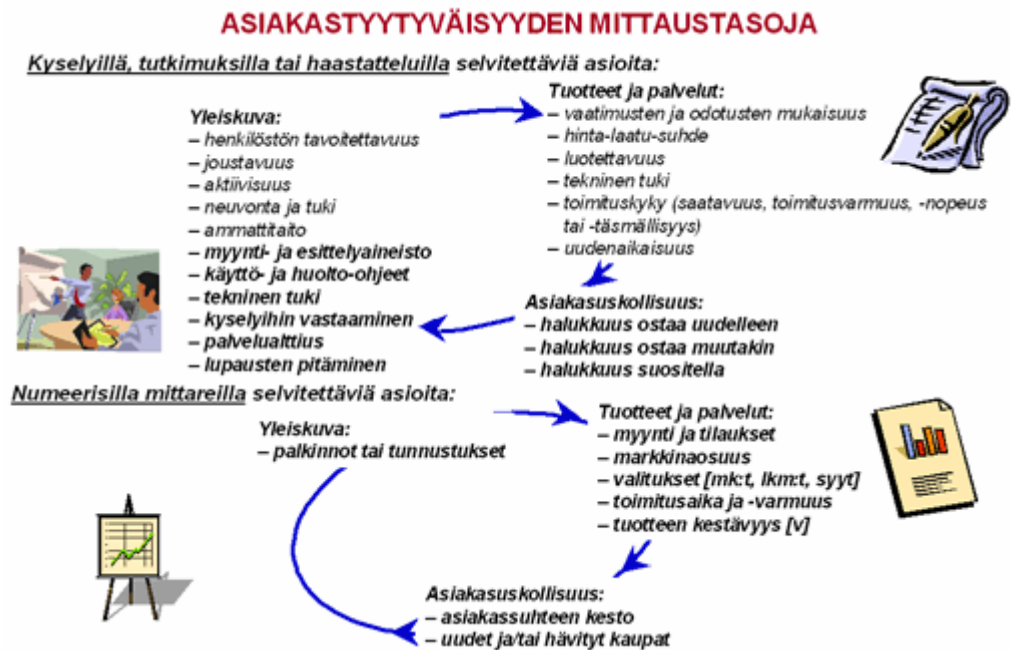 ASIAKASTYYTYVÄISYYDEN MITTAUSTASOJA
Kyselyillä, tutkimuksilla tai haastatteluilla selvitettäviä asioita:
Yleiskuva:
– henkilöstön tavoitettavuus
– joustavuus
– aktiivisuus
– neuvonta ja tuki
– ammattitaito
– myynti- ja esittelyaineisto
– käyttö- ja huolto-ohjeet
– tekninen tuki
– kyselyihin vastaaminen
– palvelualttius
– lupausten pitäminen
Tuotteet ja palvelut:
– vaatimusten ja odotusten mukaisuus
– hinta-laatu-suhde
– luotettavuus
– tekninen tuki
– toimituskyky (saatavuus, toimitusvarmuus, -nopeus
tai -täsmällisyys)
– uudenaikaisuus
Asiakasuskollisuus:
– halukkuus ostaa uudelleen
– halukkuus ostaa muutakin
– halukkuus suositella
Numeerisilla mittareilla selvitettäviä asioita:
Yleiskuva:
– palkinnot tai tunnustukset
Tuotteet ja palvelut:
– myynti ja tilaukset
– markkinaosuus
– valitukset [mk:t, lkm:t, syyt]
– toimitusaika ja -varmuus
– tuotteen kestävyys [v]
Asiakasuskollisuus:
– asiakassuhteen kesto
– uudet ja/tai hävityt kaupat